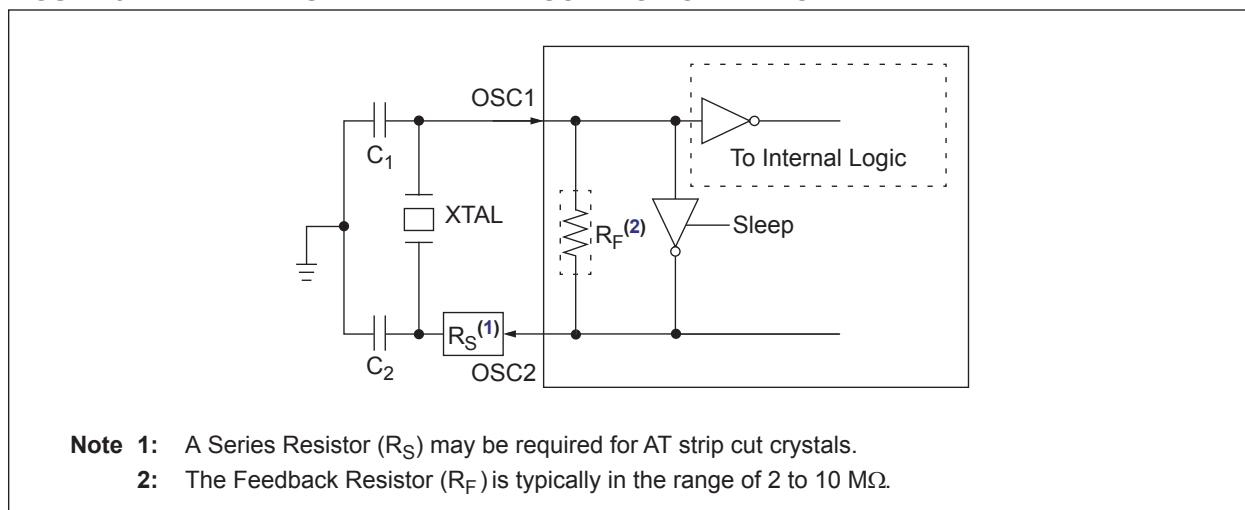 OSC1
C1
To Internal Logic
XTAL
RF(2)
Sleep
RS(1)
C2
OSC2
Note 1: A Series Resistor (RS) may be required for AT strip cut crystals.
2: The Feedback Resistor (RF) is typically in the range of 2 to 10 MΩ.